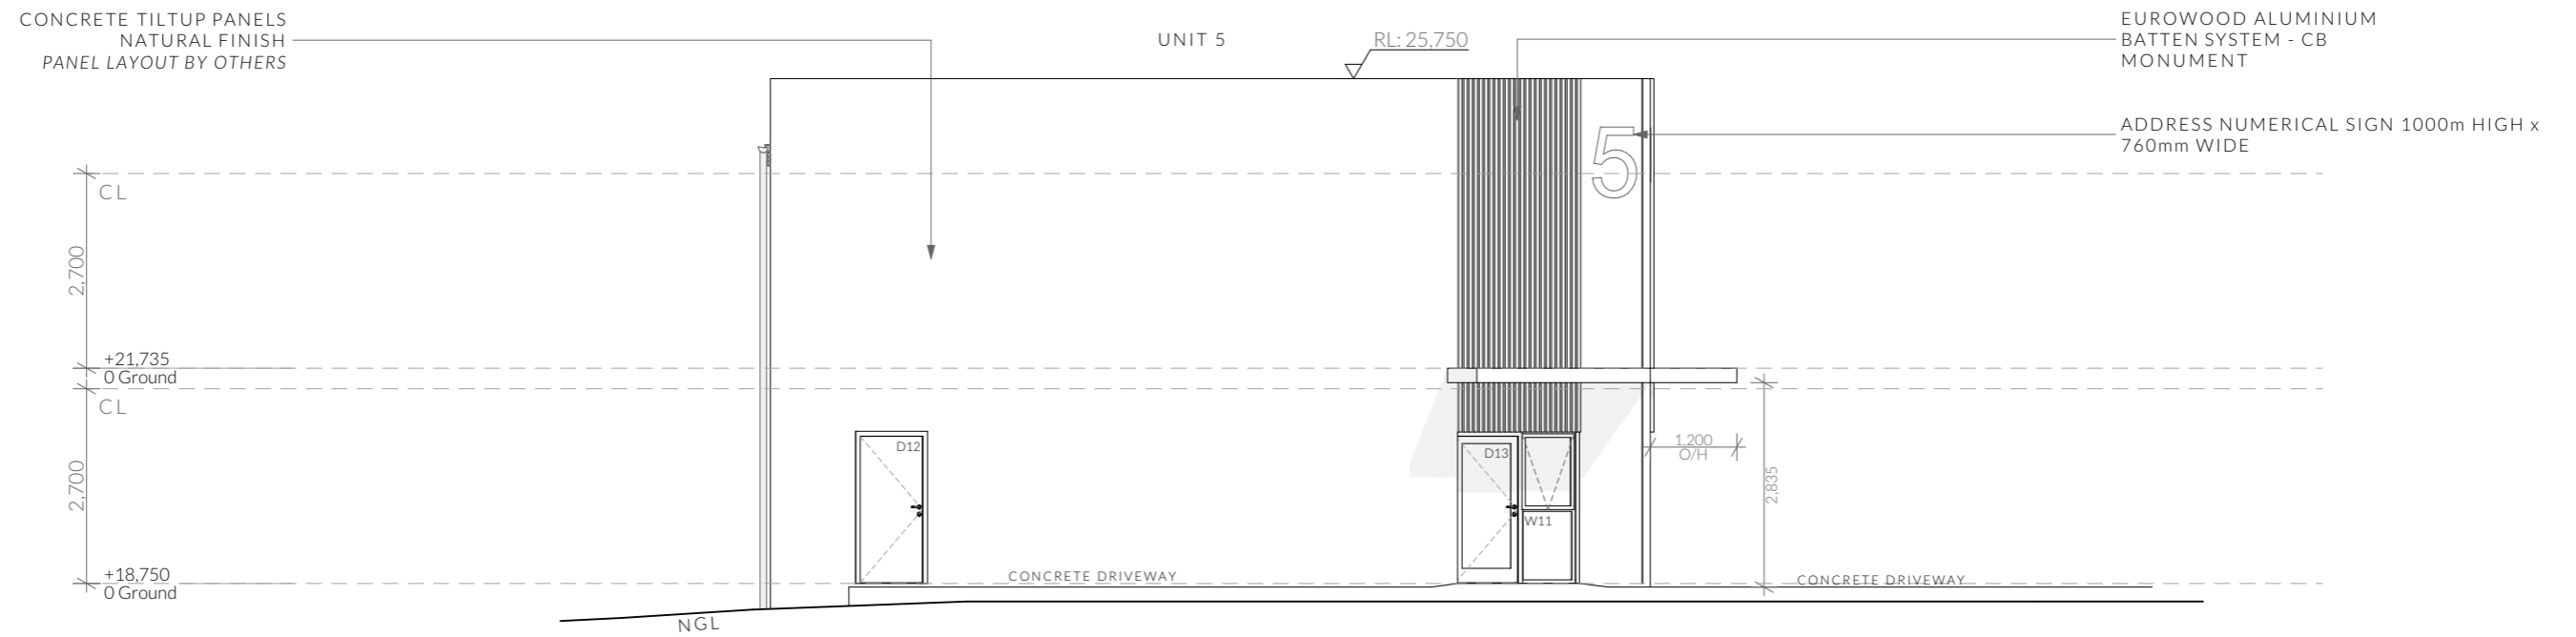 CONCRETE TILTUP PANELS
NATURAL FINISH
PANEL LAYOUT BY OTHERS
UNIT 5
RL: 25,750
EUROWOOD ALUMINIUM
BATTEN SYSTEM - CB
MONUMENT
ADDRESS NUMERICAL SIGN 1000m HIGH x
760mm WIDE
5
CL
2,700
+21,735
0 Ground
CL
2,700
D12
D13
W11
1,200
O/H
2,835
+18,750
0 Ground
CONCRETE DRIVEWAY
CONCRETE DRIVEWAY
NGL